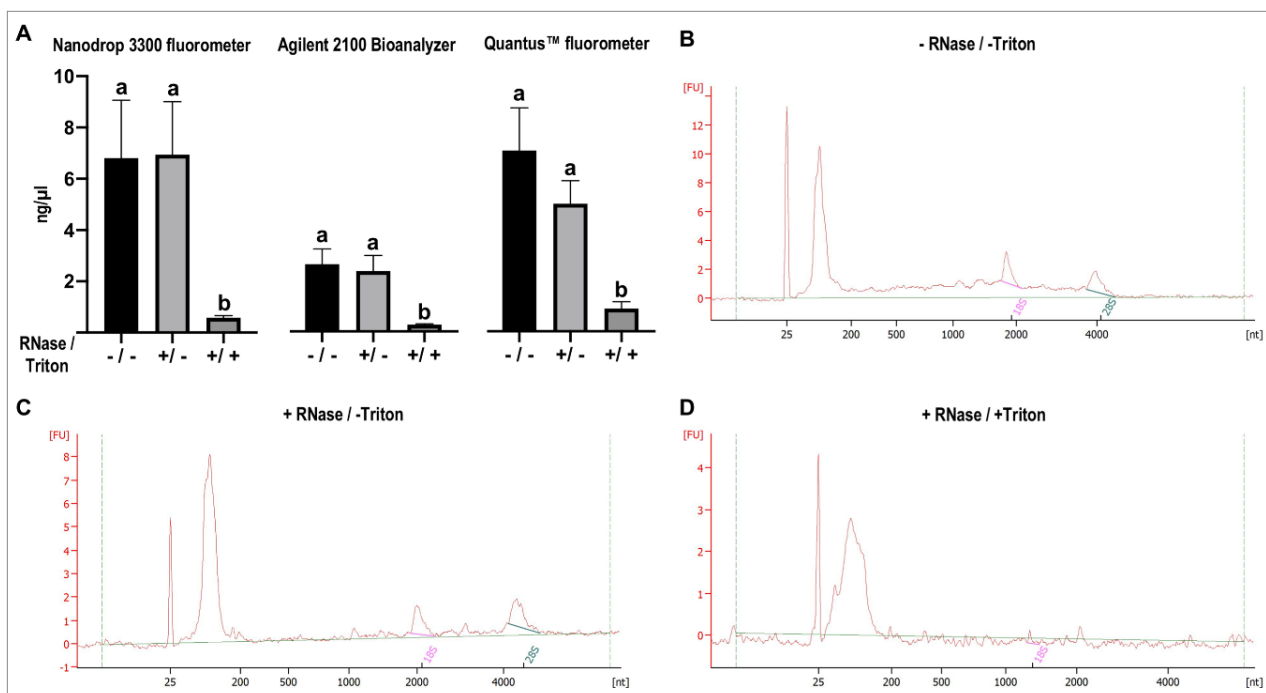 A
Nanodrop 3300 fluorometer
Agilent 2100 Bioanalyzer
Quantus™ fluorometer
10
8
6
4
2
ng/µl
a
a
b
a
a
b
a
a
b
RNase /
Triton
- / -
+/ -
+/ +
- / -
+/ -
+/ +
- / -
+/ -
+/ +
B
- RNase / -Triton
[FU]
12
10
8
6
4
2
0
25
200
500
1000
2000
4000
[nt]
18S
28S
C
+ RNase / -Triton
[FU]
8
7
6
5
4
3
2
1
0
-1
25
200
500
1000
2000
4000
[nt]
18S
28S
D
+ RNase / +Triton
[FU]
4
3
2
1
0
25
200
500
1000
2000
4000
[nt]
18S